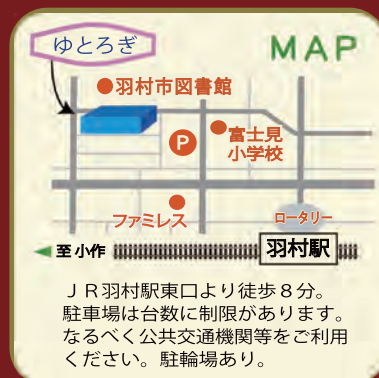 ゆとろぎ
MAP
羽村市図書館
P
富士見
小学校
ファミレス
ロータリー
至 小作
羽村駅
JR羽村駅東口より徒歩8分。
駐車場は台数に制限があります。
なるべく公共交通機関等をご利用
ください。駐輪場あり。